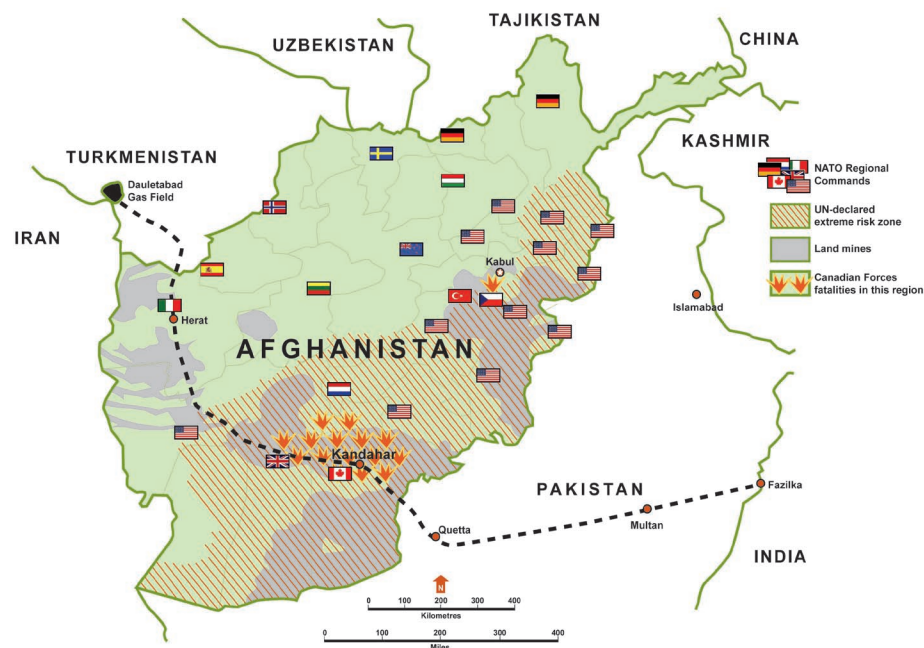 TAJIKISTAN
UZBEKISTAN
CHINA
KASHMIR
TURKMENISTAN
Dauletabad
Gas Field
IRAN
NATO Regional
Commands
UN-declared
extreme risk zone
Land mines
Canadian Forces
fatalities in this region
Kabul
Islamabad
Herat
AFGHANISTAN
Kandahar
PAKISTAN
Fazilka
Multan
Quetta
INDIA
N
0 100 200 300 400
Kilometres
0 100 200 300 400
Miles